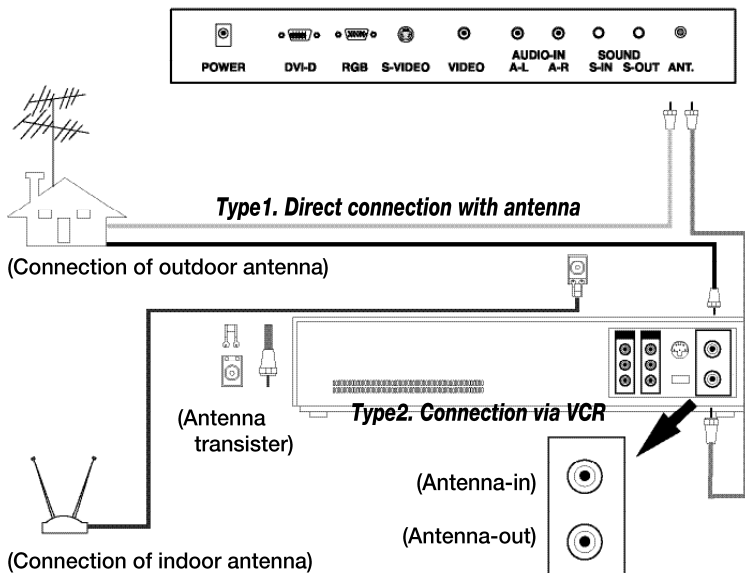 POWER DVI-D RGB S-VIDEO VIDEO AUDIO-IN A-L A-R SOUND S-IN S-OUT ANT.
Type1. Direct connection with antenna
(Connection of outdoor antenna)
(Antenna
transister)
Type2. Connection via VCR
(Antenna-in)
(Antenna-out)
(Connection of indoor antenna)